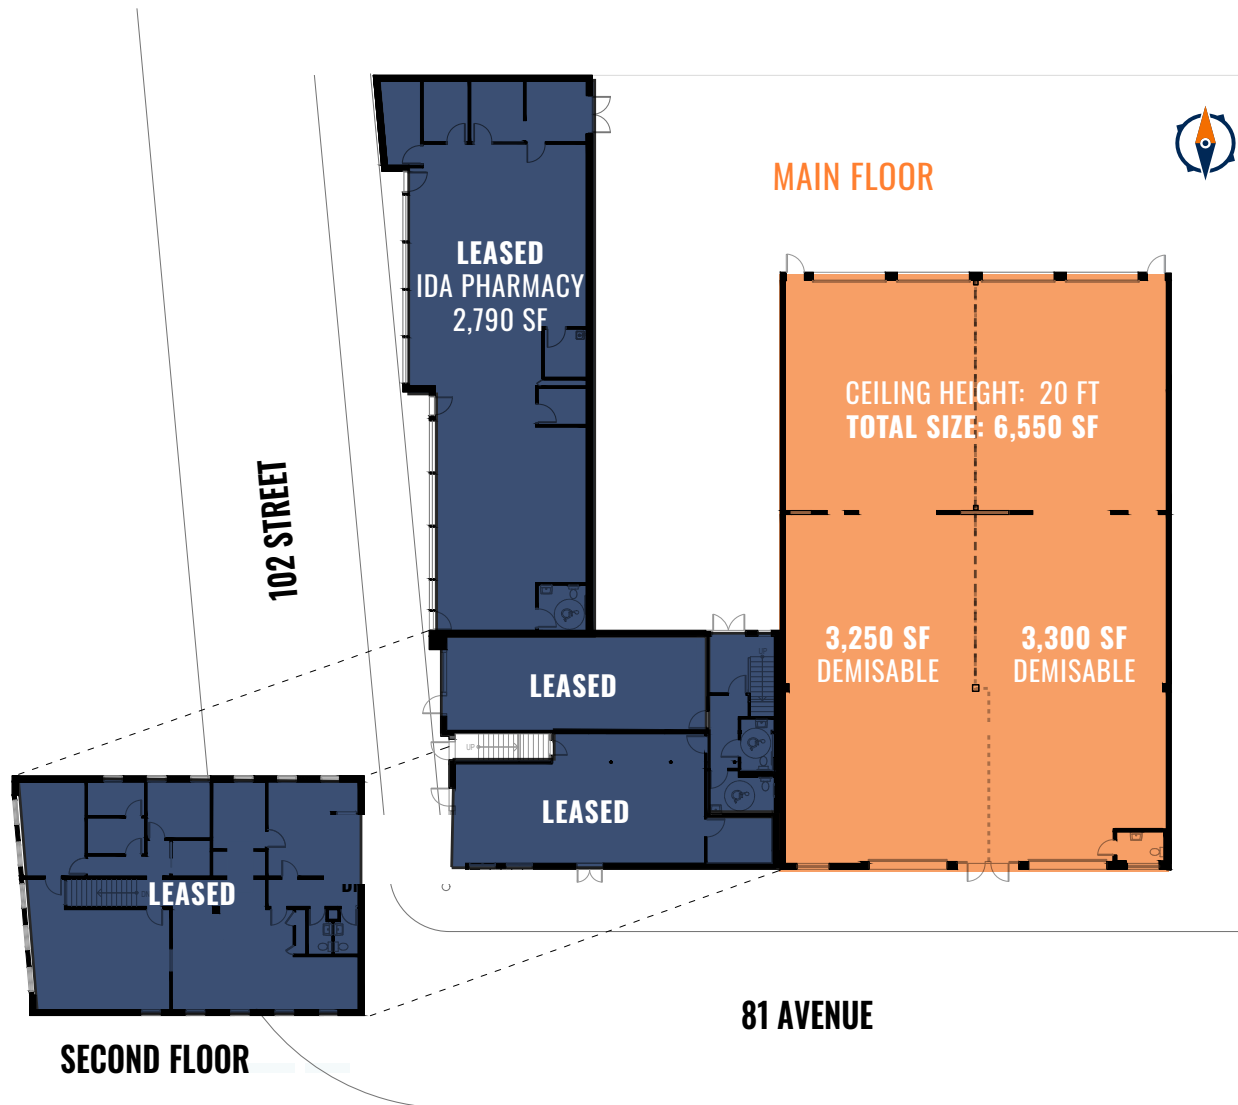 MAIN FLOOR
LEASED
IDA PHARMACY
2,790 SF
CEILING HEIGHT: 20 FT
TOTAL SIZE: 6,550 SF
102 STREET
3,250 SF
DEMISABLE
3,300 SF
DEMISABLE
UP
LEASED
UP
LEASED
LEASED
81 AVENUE
SECOND FLOOR